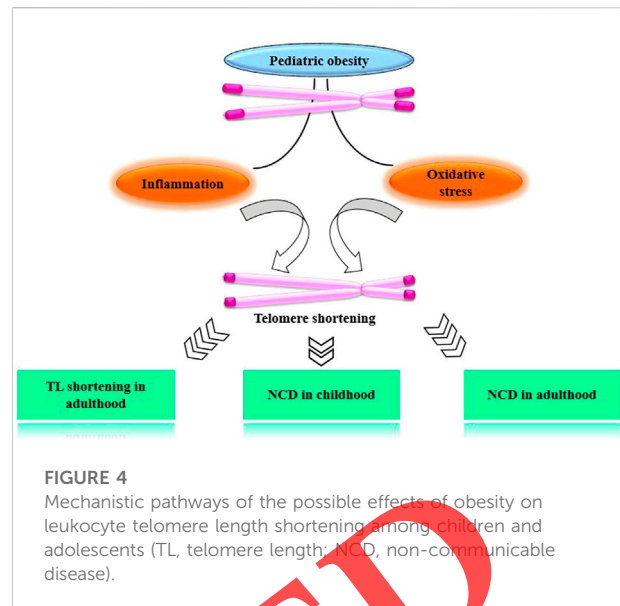 Pediatric obesity
Inflammation
Oxidative
stress
Telomere shortening
TL shortening in
adulthood
NCD in childhood
NCD in adulthood
FIGURE 4
Mechanistic pathways of the possible effects of obesity on
leukocyte telomere length shortening among children and
adolescents (TL, telomere length; NCD, non-communicable
disease).